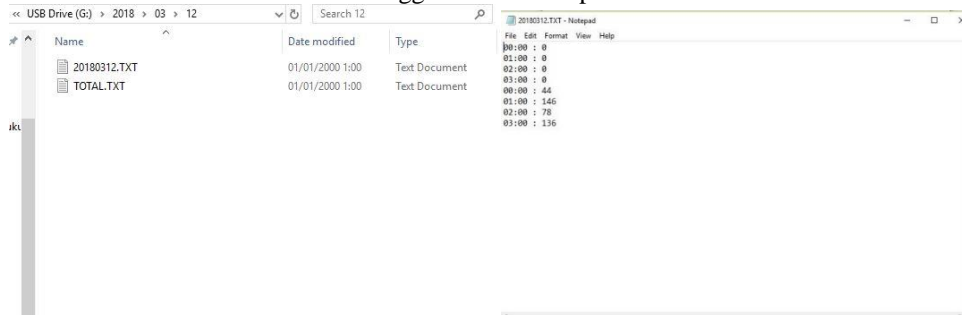 USB Drive (G:) > 2018 > 03 > 12
Search 12
Name
Date modified
Type
20180312.TXT
01/01/2000 1:00
Text Document
TOTAL.TXT
01/01/2000 1:00
Text Document
20180312.TXT - Notepad
File Edit Format View Help
00:00 : 0
01:00 : 0
02:00 : 0
03:00 : 0
00:00 : 44
01:00 : 146
02:00 : 78
03:00 : 136